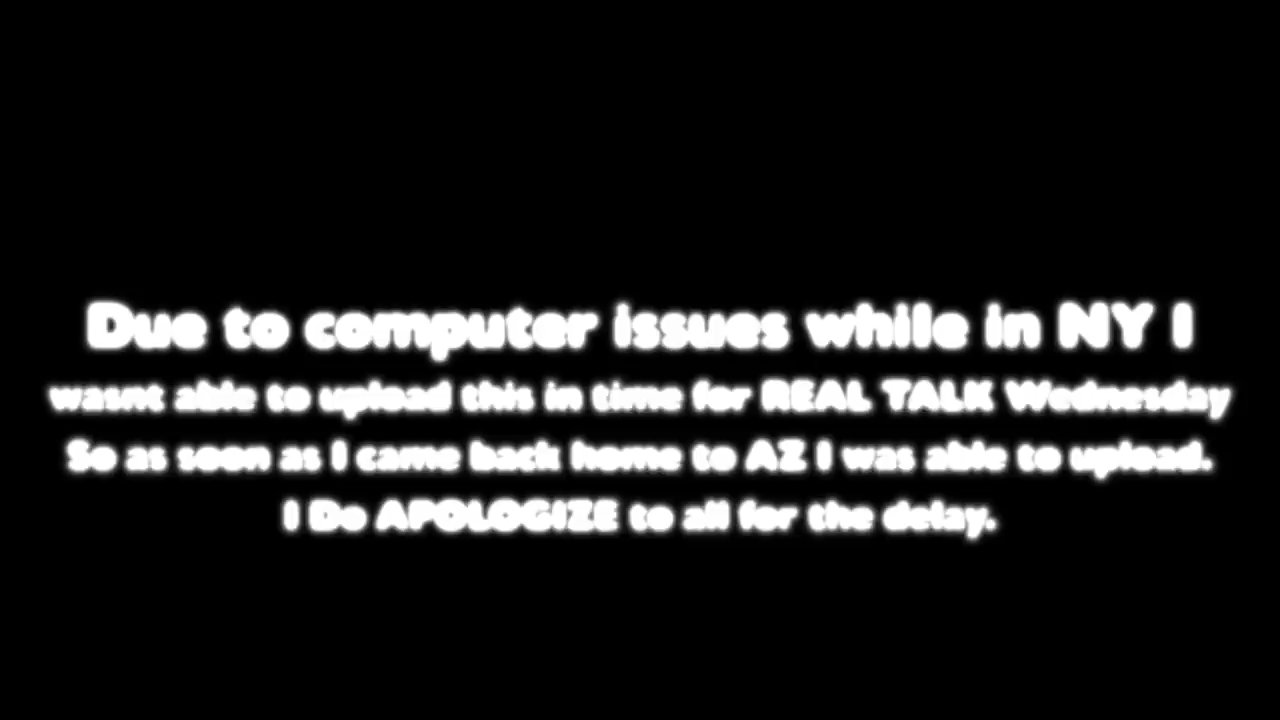 Due to computer issues while in NY I
wasnt able to upload this in time for REAL TALK Wednesday
So as soon as I came back home to AZ I was able to upload.
I Do APOLOGIZE to all for the delay.